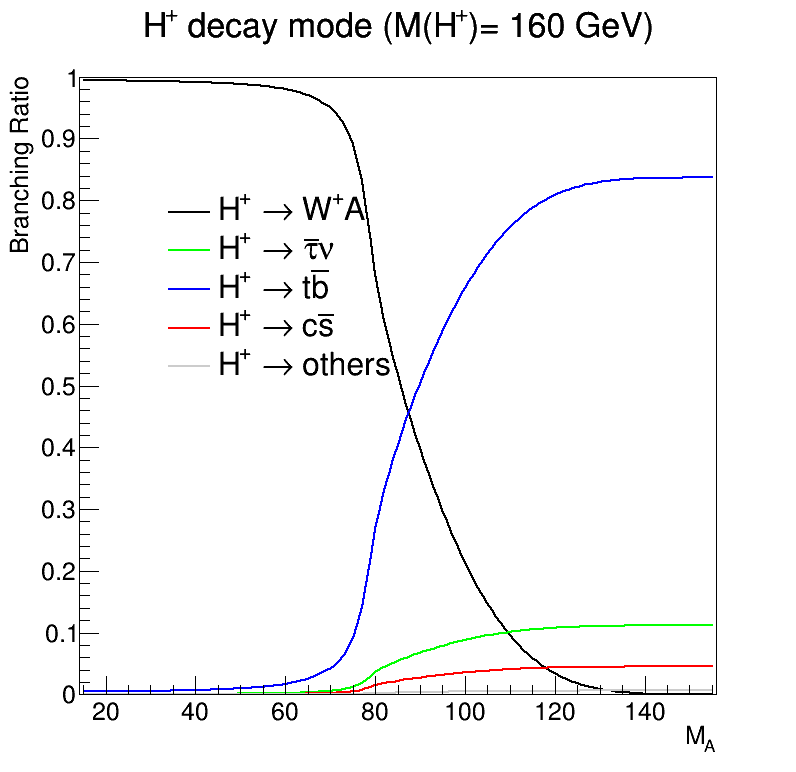 H⁺ decay mode (M(H⁺)= 160 GeV)
Branching Ratio
1
0.9
0.8
0.7
0.6
0.5
0.4
0.3
0.2
0.1
0
H⁺ → W⁺A
H⁺ → τ̅ν
H⁺ → tb̅
H⁺ → cs̅
H⁺ → others
20 40 60 80 100 120 140
M_A